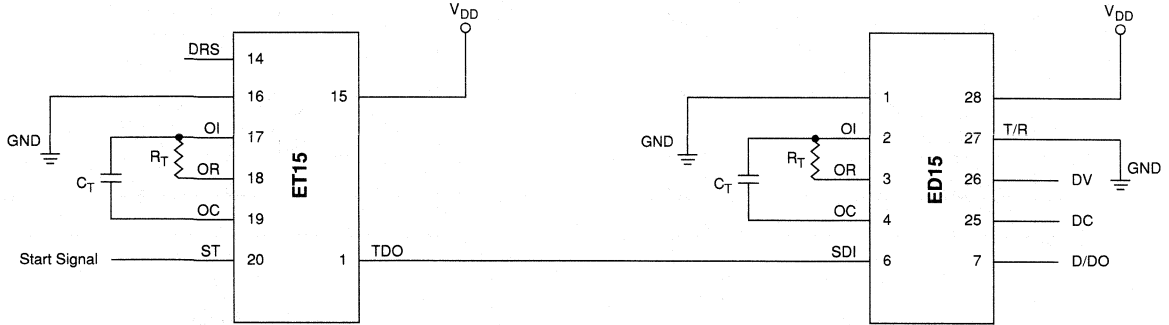 V_DD
V_DD
DRS
14
16
15
1
28
GND
OI
17
GND
OI
2
27
T/R
R_T
OR
18
ET15
R_T
OR
3
ED15
26
DV
GND
C_T
C_T
OC
19
OC
4
25
DC
Start Signal
ST
20
1
TDO
SDI
6
7
D/DO